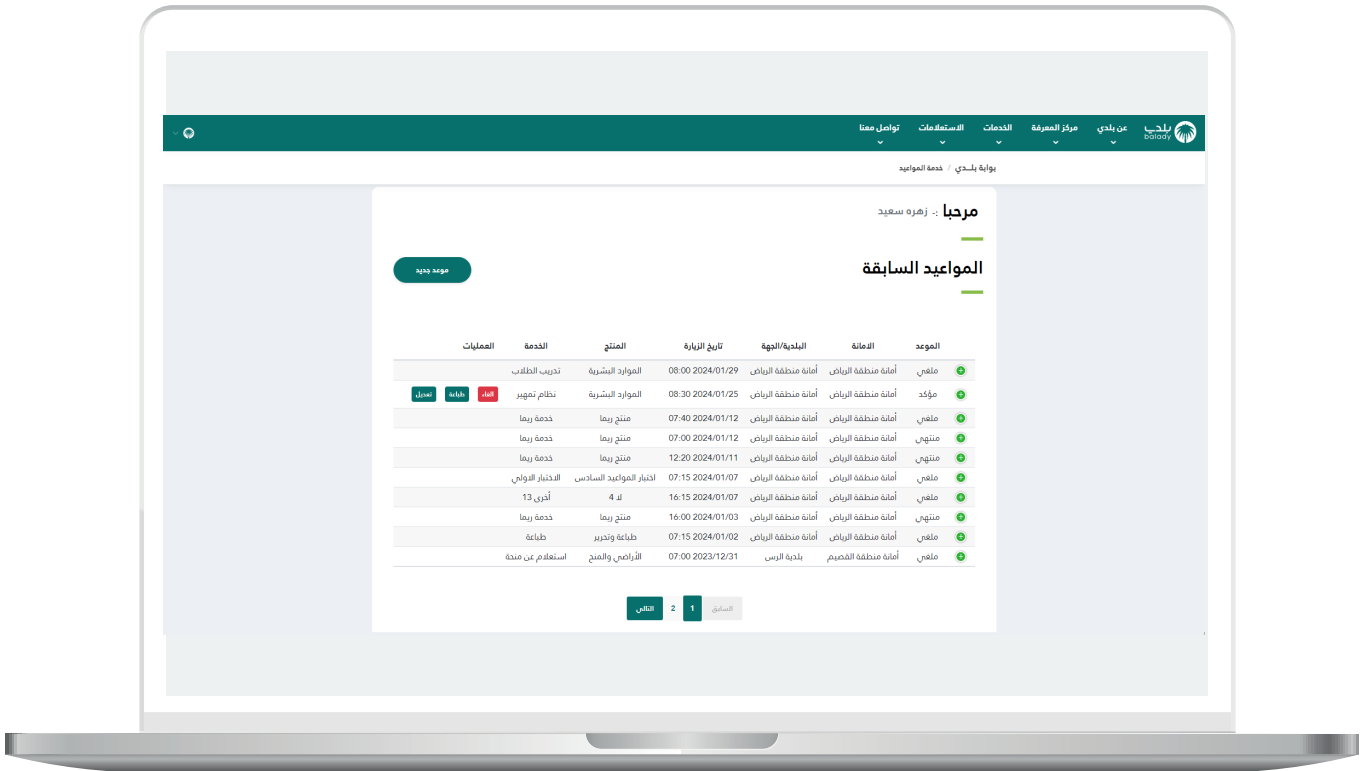 بلدي balady عن بلدي مركز المعرفة الخدمات الاستعلامات تواصل معنا
بوابة بلـــدي / خدمة المواعيد
مرحبا :. زهره سعيد
المواعيد السابقة موعد جديد
الموعد الامانة البلدية/الجهة تاريخ الزيارة المنتج الخدمة العمليات
ملغي أمانة منطقة الرياض أمانة منطقة الرياض 2024/01/29 08:00 الموارد البشرية تدريب الطلاب
مؤكد أمانة منطقة الرياض أمانة منطقة الرياض 2024/01/25 08:30 الموارد البشرية نظام تمهير الغاء طباعة تعديل
ملغي أمانة منطقة الرياض أمانة منطقة الرياض 2024/01/12 07:40 منتج ريما خدمة ريما
منتهي أمانة منطقة الرياض أمانة منطقة الرياض 2024/01/12 07:00 منتج ريما خدمة ريما
منتهي أمانة منطقة الرياض أمانة منطقة الرياض 2024/01/11 12:20 منتج ريما خدمة ريما
ملغي أمانة منطقة الرياض أمانة منطقة الرياض 2024/01/07 07:15 اختبار المواعيد السادس الاختبار الاولي
ملغي أمانة منطقة الرياض أمانة منطقة الرياض 2024/01/07 16:15 لا 4 أخرى 13
منتهي أمانة منطقة الرياض أمانة منطقة الرياض 2024/01/03 16:00 منتج ريما خدمة ريما
ملغي أمانة منطقة الرياض أمانة منطقة الرياض 2024/01/02 07:15 طباعة وتحرير طباعة
ملغي أمانة منطقة القصيم بلدية الرس 2023/12/31 07:00 الأراضي والمنح استعلام عن منحة
السابق 1 2 التالي